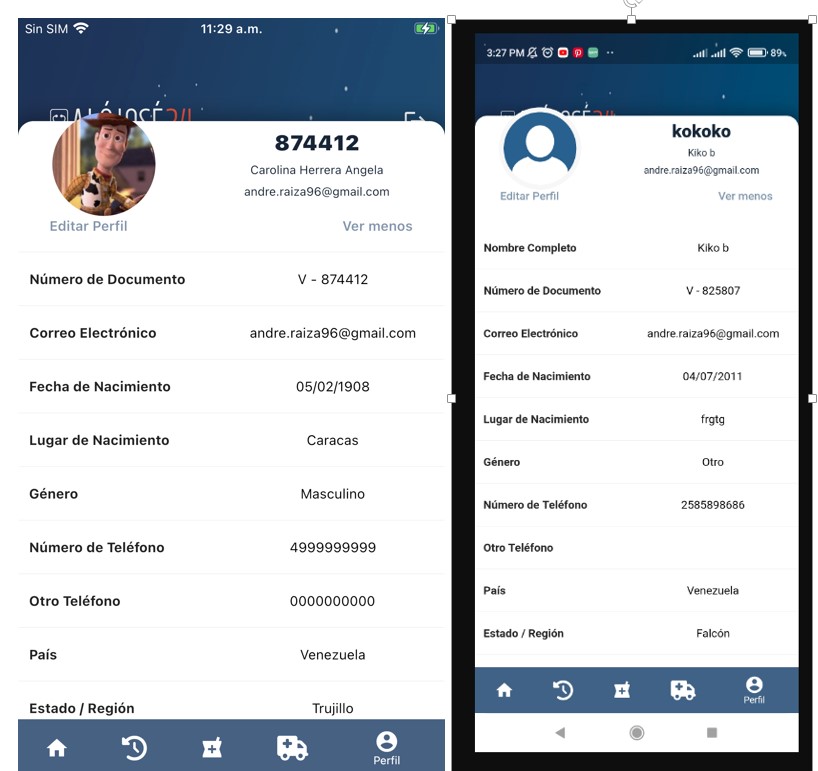 Sin SIM 11:29 a.m.
ALÓJOSÉ24
874412
Carolina Herrera Angela
andre.raiza96@gmail.com
Editar Perfil Ver menos
Número de Documento V - 874412
Correo Electrónico andre.raiza96@gmail.com
Fecha de Nacimiento 05/02/1908
Lugar de Nacimiento Caracas
Género Masculino
Número de Teléfono 4999999999
Otro Teléfono 0000000000
País Venezuela
Estado / Región Trujillo
Perfil
3:27 PM 89%
kokoko
Kiko b
andre.raiza96@gmail.com
Editar Perfil Ver menos
Nombre Completo Kiko b
Número de Documento V - 825807
Correo Electrónico andre.raiza96@gmail.com
Fecha de Nacimiento 04/07/2011
Lugar de Nacimiento frgtg
Género Otro
Número de Teléfono 2585898686
Otro Teléfono
País Venezuela
Estado / Región Falcón
Perfil